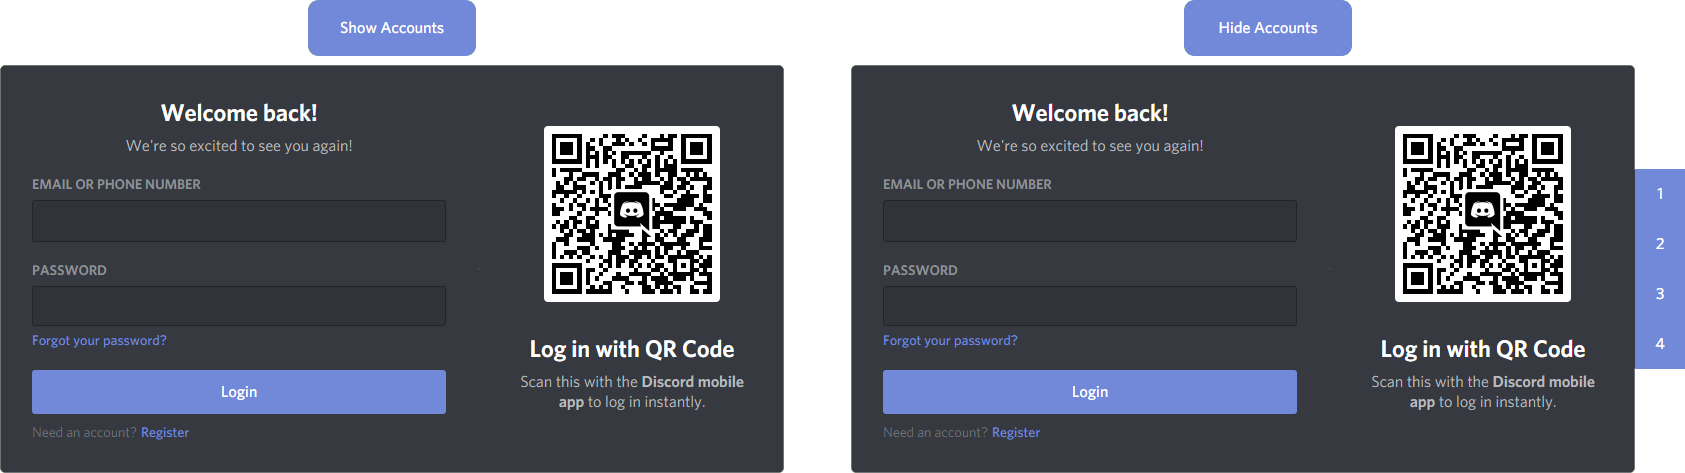 Show Accounts
Welcome back!
We're so excited to see you again!
EMAIL OR PHONE NUMBER
PASSWORD
Forgot your password?
Login
Need an account? Register
Log in with QR Code
Scan this with the Discord mobile
app to log in instantly.
Hide Accounts
Welcome back!
We're so excited to see you again!
EMAIL OR PHONE NUMBER
PASSWORD
Forgot your password?
Login
Need an account? Register
Log in with QR Code
Scan this with the Discord mobile
app to log in instantly.
1
2
3
4